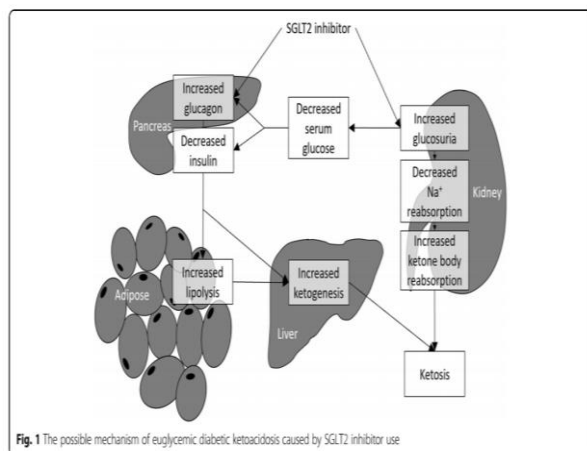 SGLT2 inhibitor
Increased
glucagon
Pancreas
Decreased
insulin
Decreased
serum
glucose
Increased
glucosuria
Decreased
Na⁺
reabsorption
Kidney
Increased
ketone body
reabsorption
Adipose
Increased
lipolysis
Increased
ketogenesis
Liver
Ketosis
Fig. 1 The possible mechanism of euglycemic diabetic ketoacidosis caused by SGLT2 inhibitor use